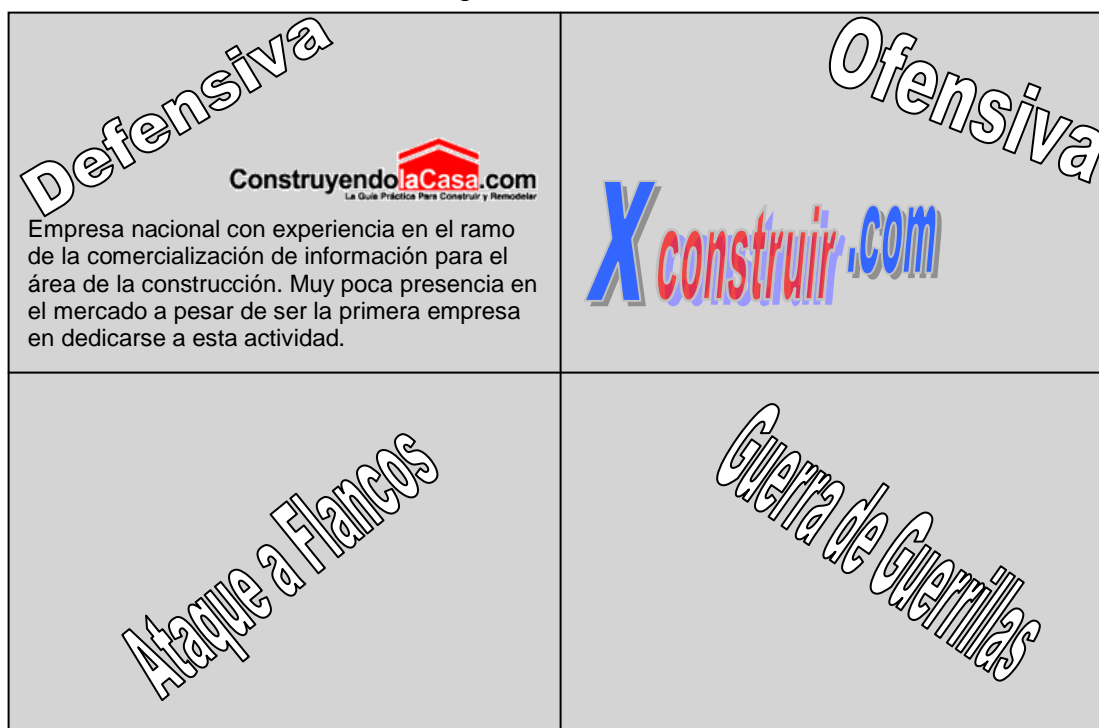 Defensiva
ConstruyendolaCasa.com
La Guía Práctica Para Construir y Remodelar
Empresa nacional con experiencia en el ramo
de la comercialización de información para el
área de la construcción. Muy poca presencia en
el mercado a pesar de ser la primera empresa
en dedicarse a esta actividad.
Ofensiva
X construir .com
Ataque a Flancos
Guerra de Guerrillas